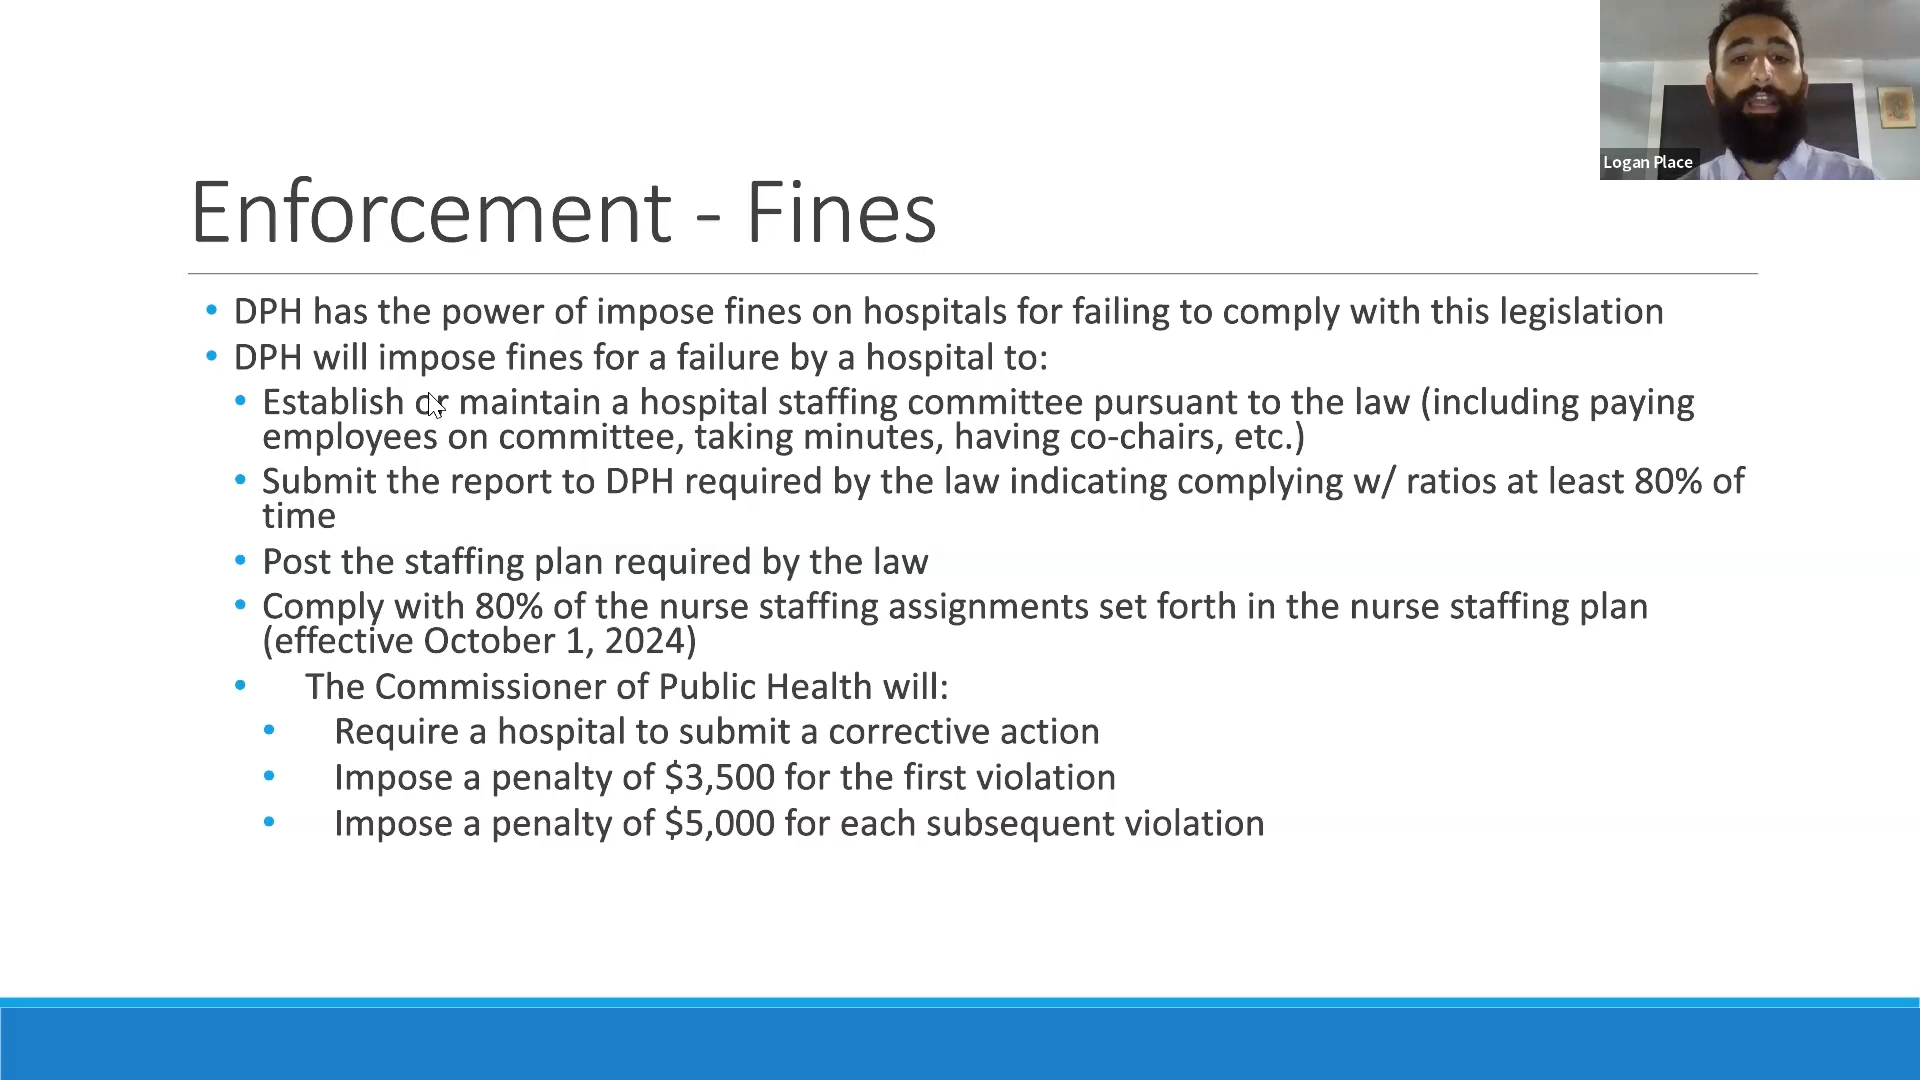 Logan Place
Enforcement - Fines
• DPH has the power of impose fines on hospitals for failing to comply with this legislation
• DPH will impose fines for a failure by a hospital to:
• Establish or maintain a hospital staffing committee pursuant to the law (including paying
employees on committee, taking minutes, having co-chairs, etc.)
• Submit the report to DPH required by the law indicating complying w/ ratios at least 80% of
time
• Post the staffing plan required by the law
• Comply with 80% of the nurse staffing assignments set forth in the nurse staffing plan
(effective October 1, 2024)
• The Commissioner of Public Health will:
• Require a hospital to submit a corrective action
• Impose a penalty of $3,500 for the first violation
• Impose a penalty of $5,000 for each subsequent violation